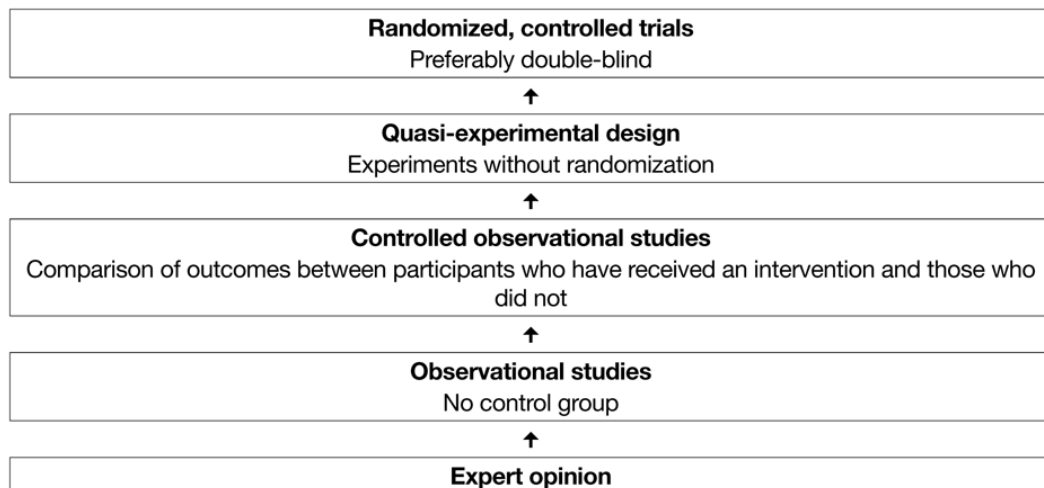 Randomized, controlled trials
Preferably double-blind
Quasi-experimental design
Experiments without randomization
Controlled observational studies
Comparison of outcomes between participants who have received an intervention and those who
did not
Observational studies
No control group
Expert opinion